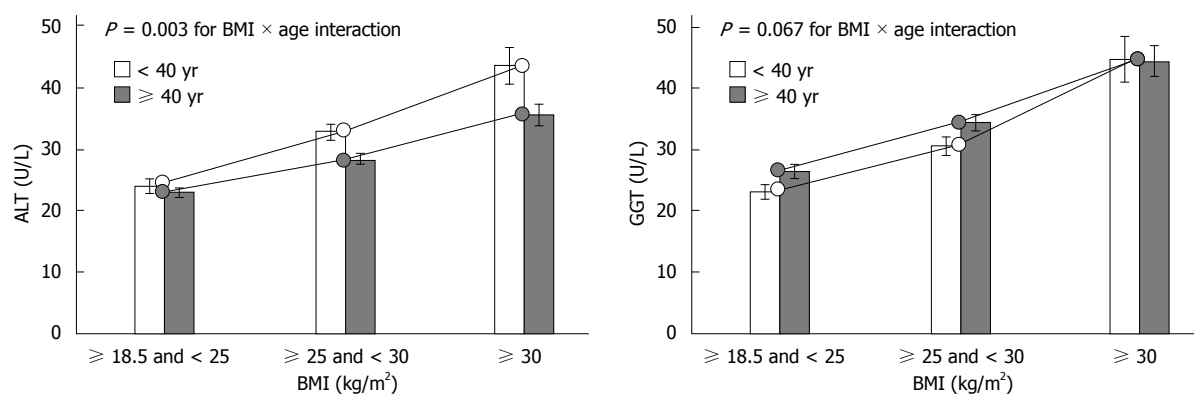 50
40
30
20
10
0
ALT (U/L)
P = 0.003 for BMI × age interaction
< 40 yr
≥ 40 yr
≥ 18.5 and < 25
≥ 25 and < 30
≥ 30
BMI (kg/m²)
50
40
30
20
10
0
GGT (U/L)
P = 0.067 for BMI × age interaction
< 40 yr
≥ 40 yr
≥ 18.5 and < 25
≥ 25 and < 30
≥ 30
BMI (kg/m²)